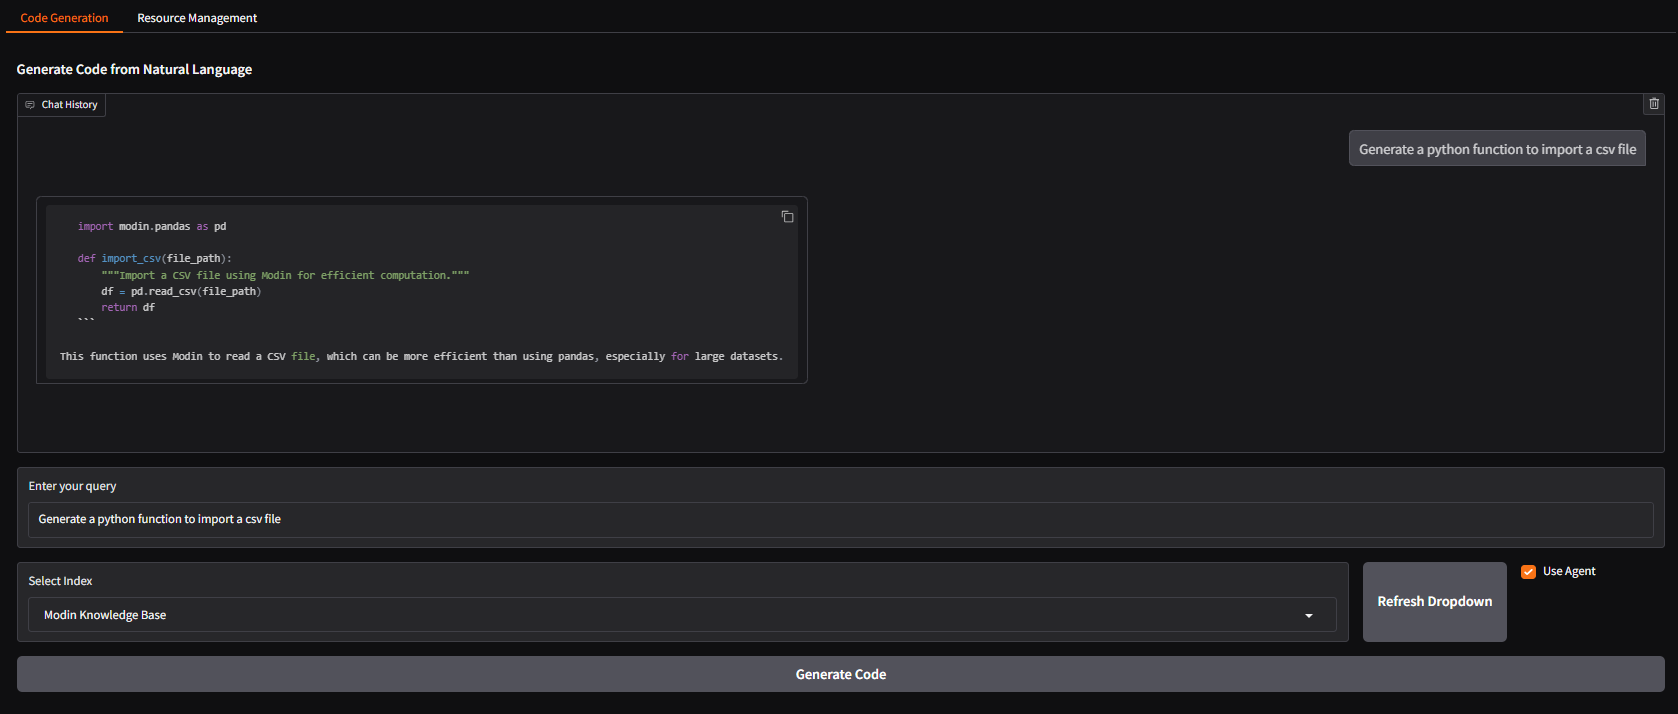 Code Generation Resource Management
Generate Code from Natural Language
Chat History
Generate a python function to import a csv file
import modin.pandas as pd
def import_csv(file_path):
"""Import a CSV file using Modin for efficient computation."""
df = pd.read_csv(file_path)
return df
```
This function uses Modin to read a CSV file, which can be more efficient than using pandas, especially for large datasets.
Enter your query
Generate a python function to import a csv file
Select Index
Modin Knowledge Base
Refresh Dropdown
Use Agent
Generate Code